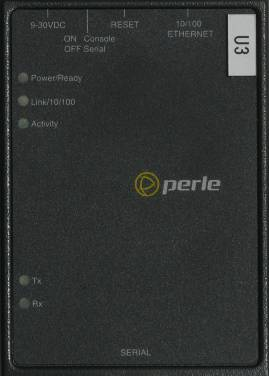 9-30VDC
RESET
10/100
ETHERNET
ON Console
OFF Serial
U3
Power/Ready
Link/10/100
Activity
perle
Tx
Rx
SERIAL